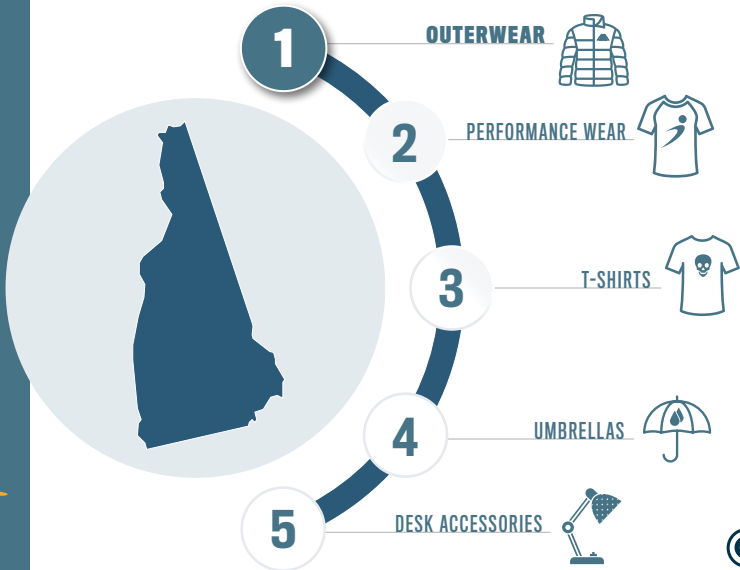 1
OUTERWEAR
2
PERFORMANCE WEAR
3
T-SHIRTS
4
UMBRELLAS
5
DESK ACCESSORIES